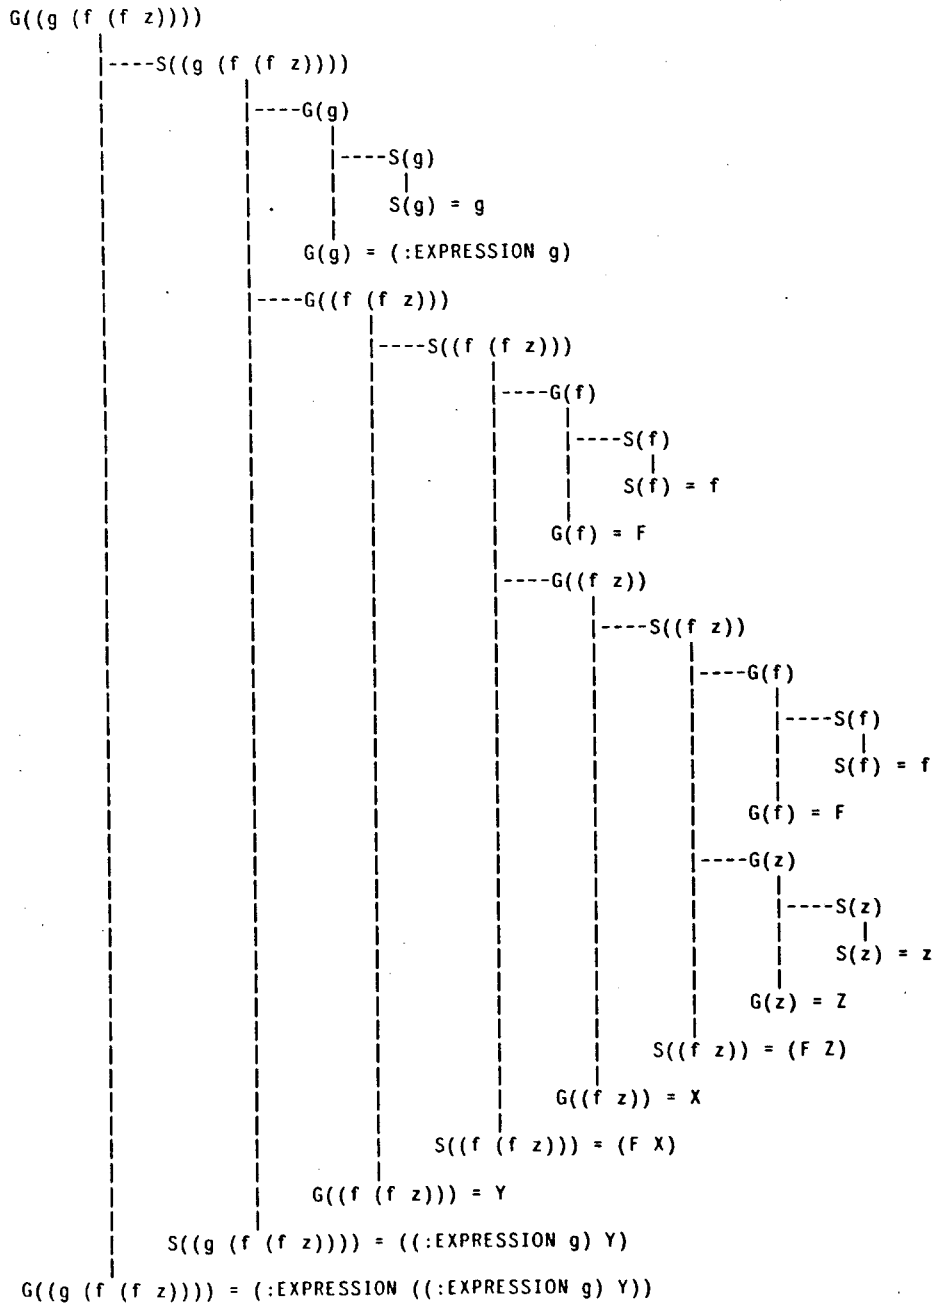 G((g (f (f z))))
----S((g (f (f z))))
----G(g)
----S(g)
S(g) = g
G(g) = (:EXPRESSION g)
----G((f (f z)))
----S((f (f z)))
----G(f)
----S(f)
S(f) = f
G(f) = F
----G((f z))
----S((f z))
----G(f)
----S(f)
S(f) = f
G(f) = F
----G(z)
----S(z)
S(z) = z
G(z) = Z
S((f z)) = (F Z)
G((f z)) = X
S((f (f z))) = (F X)
G((f (f z))) = Y
S((g (f (f z)))) = ((:EXPRESSION g) Y)
G((g (f (f z)))) = (:EXPRESSION ((:EXPRESSION g) Y))